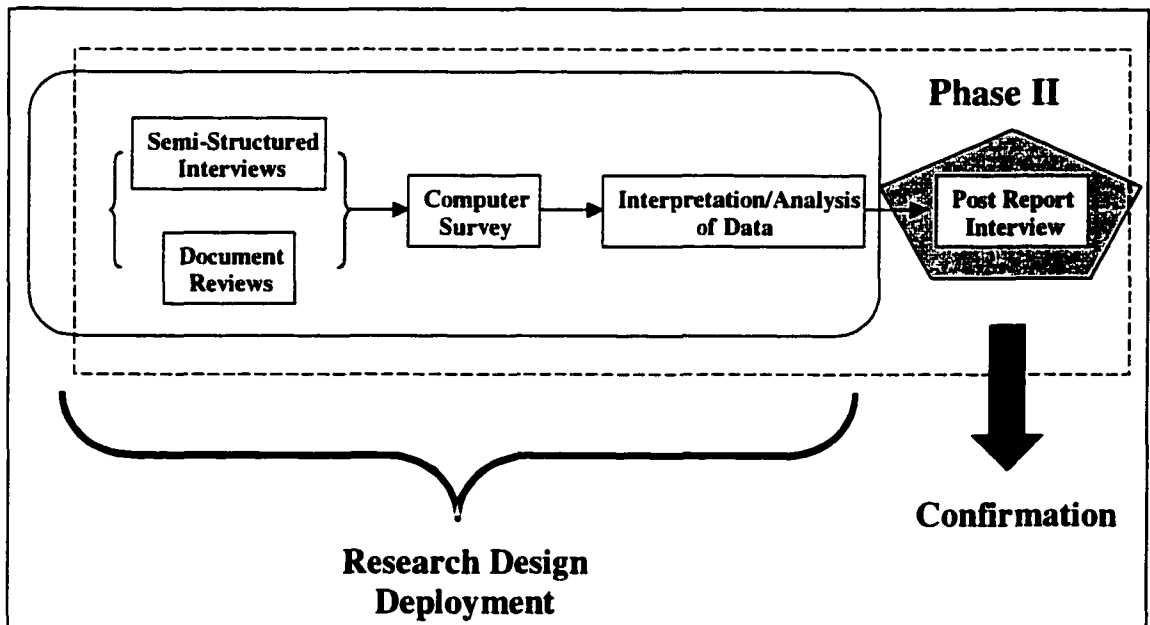 Phase II
Semi-Structured
Interviews
Document
Reviews
Computer
Survey
Interpretation/Analysis
of Data
Post Report
Interview
Research Design
Deployment
Confirmation